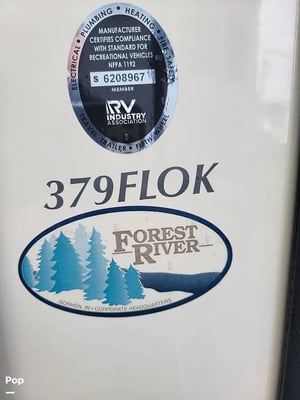 ELECTRICAL • PLUMBING • HEATING • FIRE SAFETY
MANUFACTURER
CERTIFIES COMPLIANCE
WITH STANDARD FOR
RECREATIONAL VEHICLES
NFPA 1192
S 6208967
MEMBER
RV
INDUSTRY
ASSOCIATION
TRAVEL TRAILER • FIFTH WHEEL
379FLOK
FOREST
RIVER
GOSHEN, IN • CORPORATE HEADQUARTERS
Pop